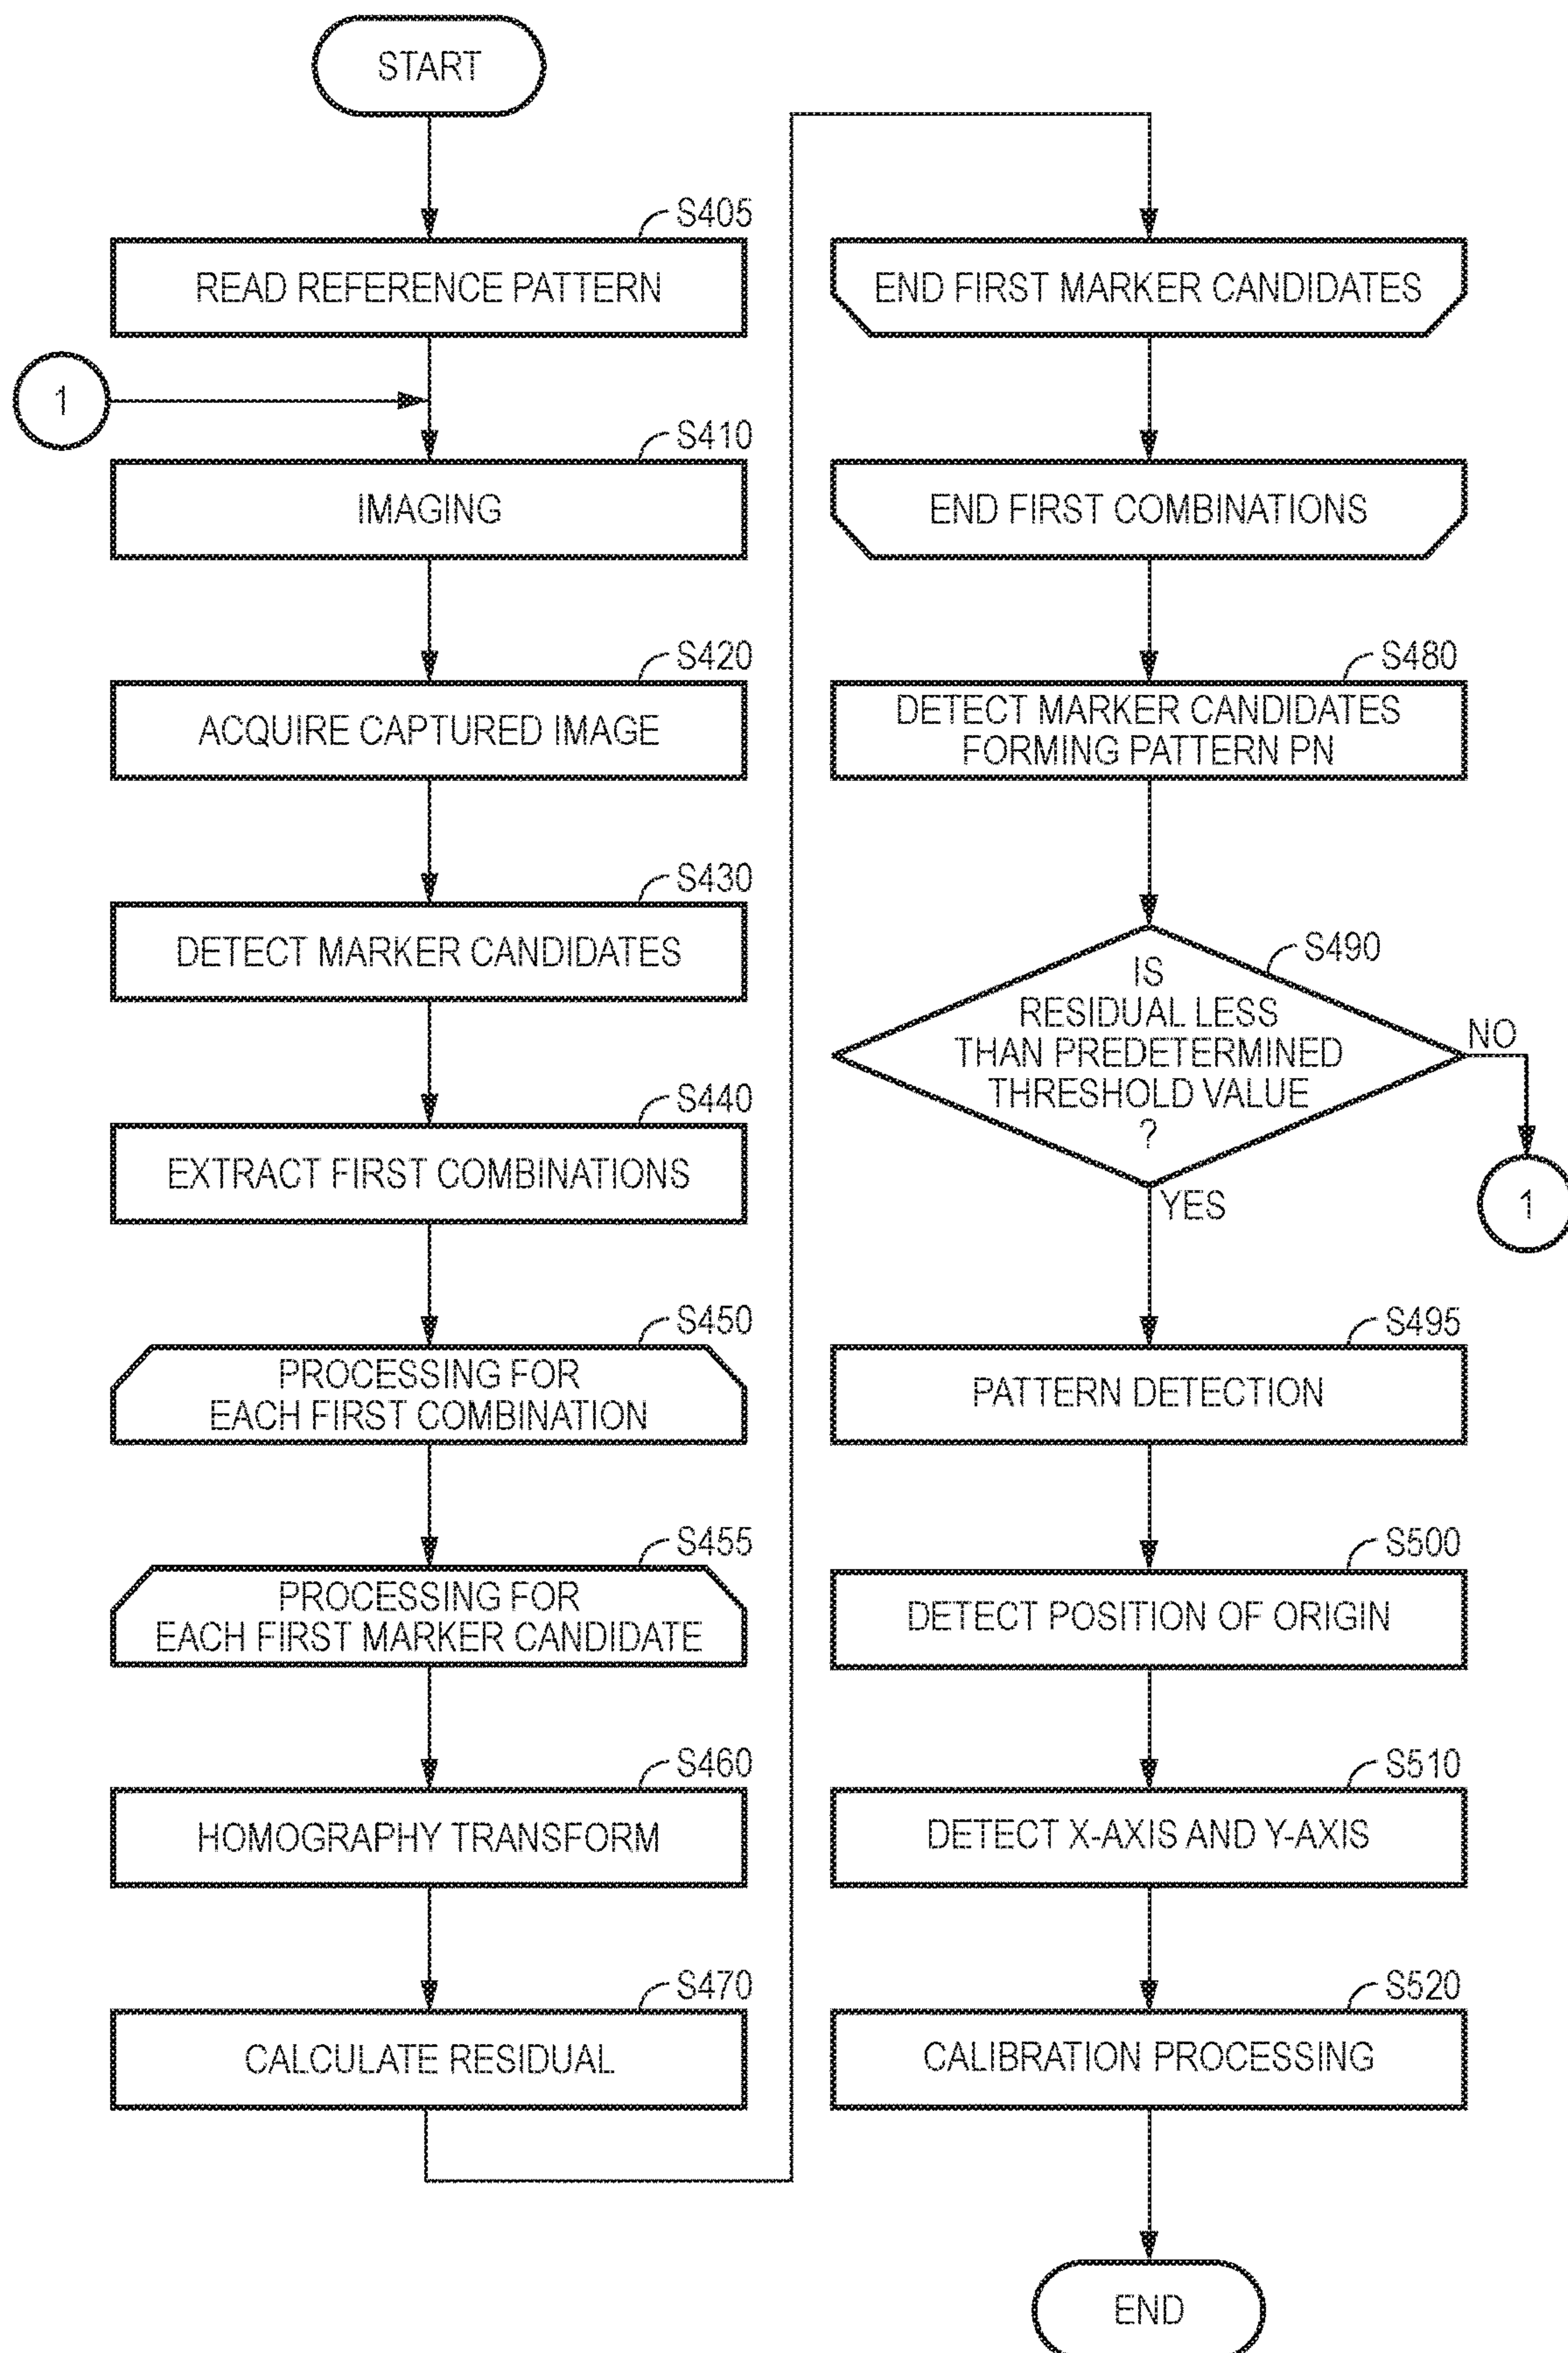 START
S405
READ REFERENCE PATTERN
1
S410
IMAGING
S420
ACQUIRE CAPTURED IMAGE
S430
DETECT MARKER CANDIDATES
S440
EXTRACT FIRST COMBINATIONS
S450
PROCESSING FOR
EACH FIRST COMBINATION
S455
PROCESSING FOR
EACH FIRST MARKER CANDIDATE
S460
HOMOGRAPHY TRANSFORM
S470
CALCULATE RESIDUAL
END FIRST MARKER CANDIDATES
END FIRST COMBINATIONS
S480
DETECT MARKER CANDIDATES
FORMING PATTERN PN
S490
IS
RESIDUAL LESS
THAN PREDETERMINED
THRESHOLD VALUE
?
NO
1
YES
S495
PATTERN DETECTION
S500
DETECT POSITION OF ORIGIN
S510
DETECT X-AXIS AND Y-AXIS
S520
CALIBRATION PROCESSING
END